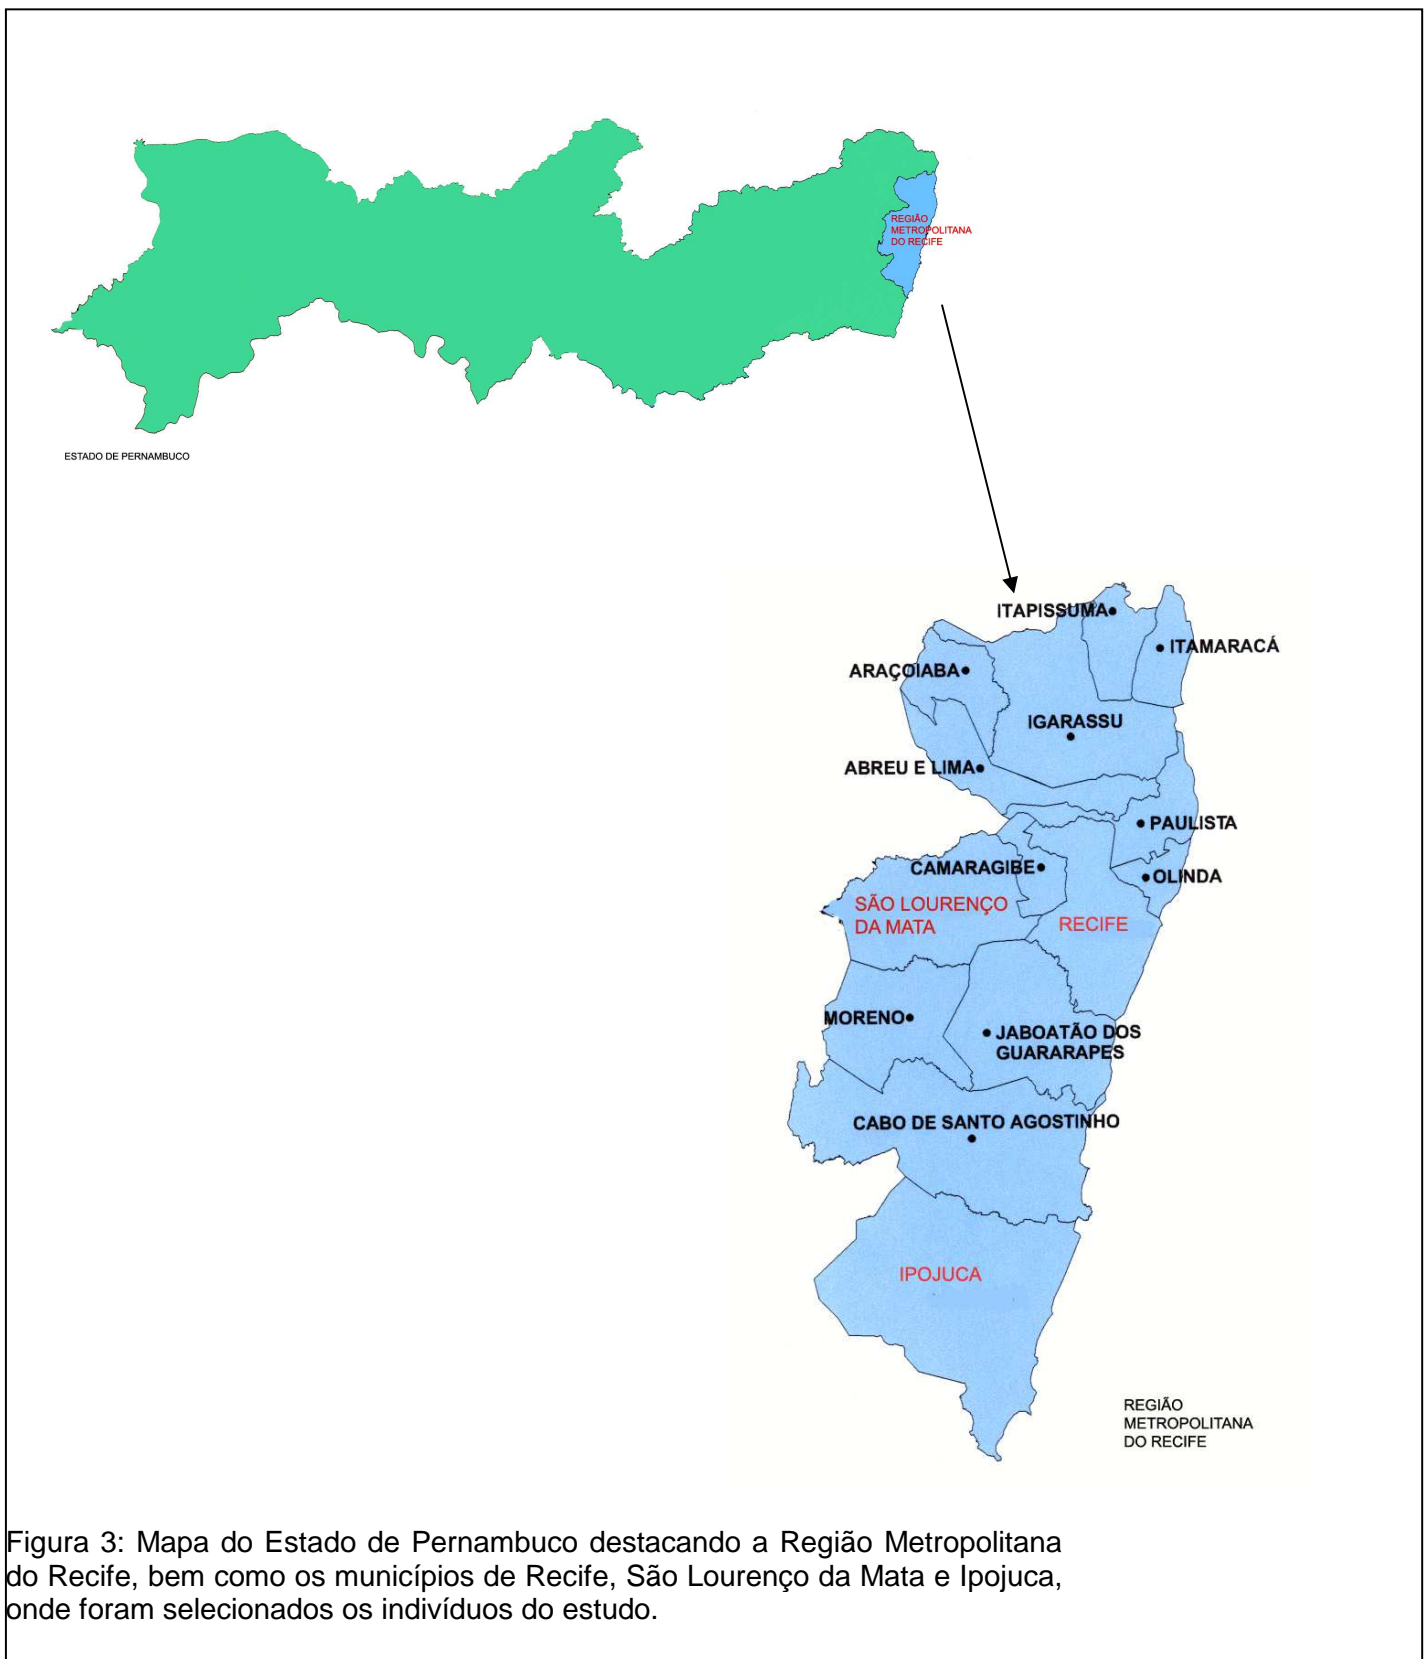 REGIÃO
METROPOLITANA
DO RECIFE
ESTADO DE PERNAMBUCO
ITAPISSUMA
ITAMARACÁ
ARAÇOIABA
IGARASSU
ABREU E LIMA
PAULISTA
CAMARAGIBE
OLINDA
SÃO LOURENÇO
DA MATA
RECIFE
MORENO
JABOATÃO DOS
GUARARAPES
CABO DE SANTO AGOSTINHO
IPOJUCA
REGIÃO
METROPOLITANA
DO RECIFE
Figura 3: Mapa do Estado de Pernambuco destacando a Região Metropolitana
do Recife, bem como os municípios de Recife, São Lourenço da Mata e Ipojuca,
onde foram selecionados os indivíduos do estudo.